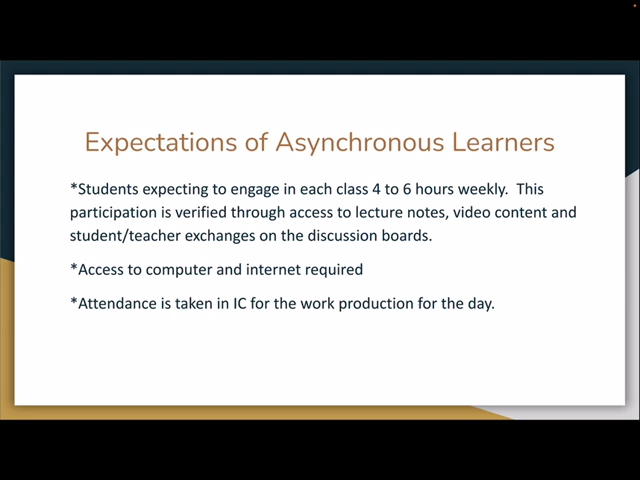 Expectations of Asynchronous Learners
*Students expecting to engage in each class 4 to 6 hours weekly.  This
participation is verified through access to lecture notes, video content and
student/teacher exchanges on the discussion boards.
*Access to computer and internet required
*Attendance is taken in IC for the work production for the day.